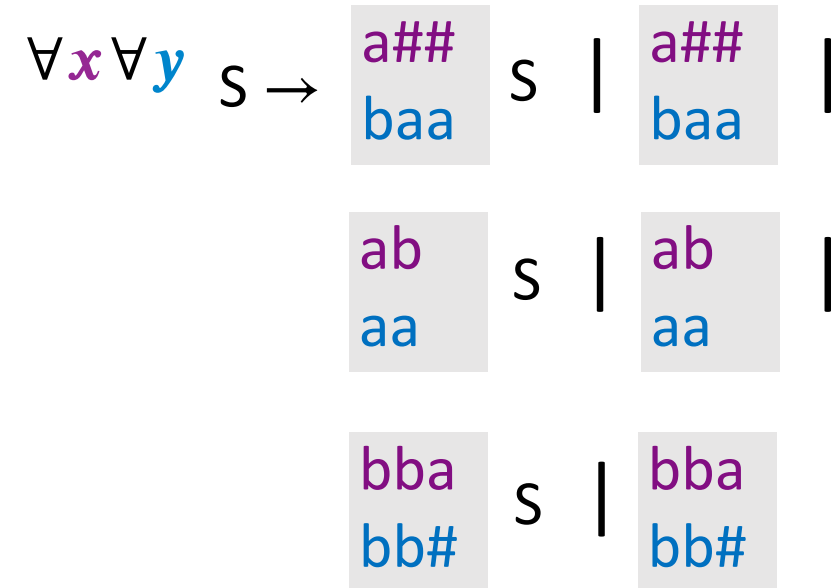 ∀x∀y S → a## S | a## |
baa baa
ab S | ab |
aa aa
bba S | bba
bb# bb#